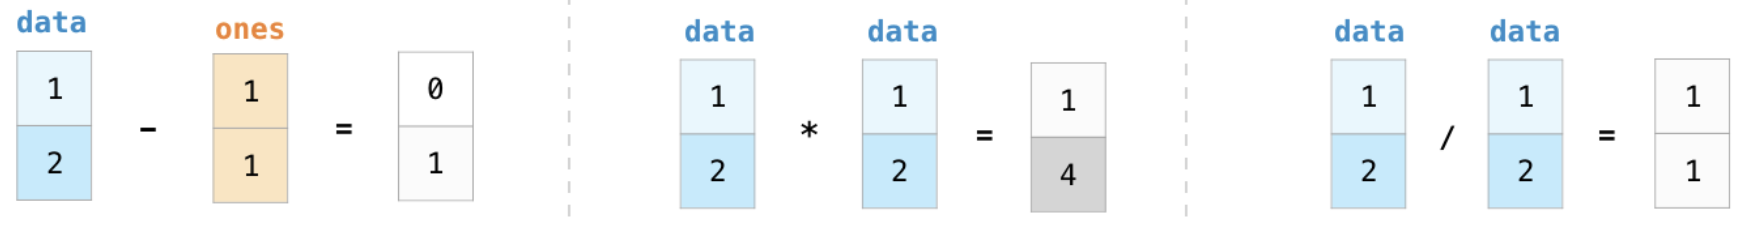 data ones
1 1 0
- =
2 1 1
data data
1 1 1
* =
2 2 4
data data
1 1 1
/ =
2 2 1